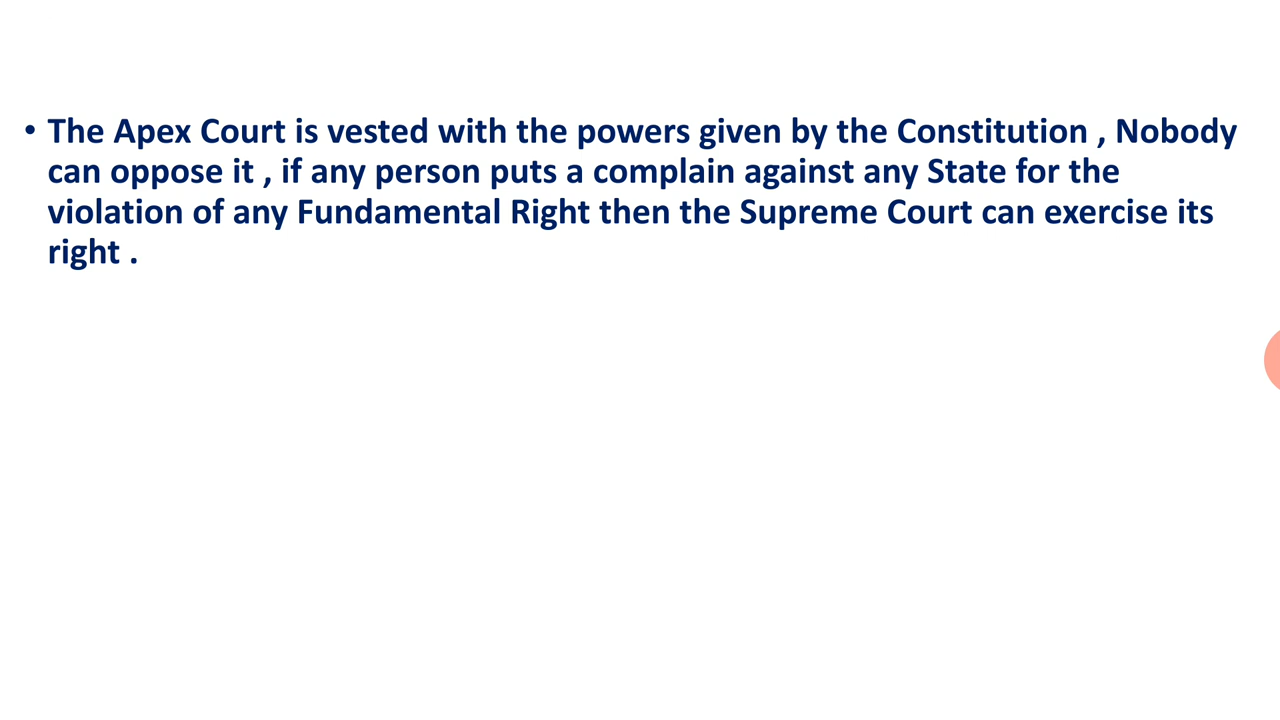 • The Apex Court is vested with the powers given by the Constitution , Nobody
can oppose it , if any person puts a complain against any State for the
violation of any Fundamental Right then the Supreme Court can exercise its
right .